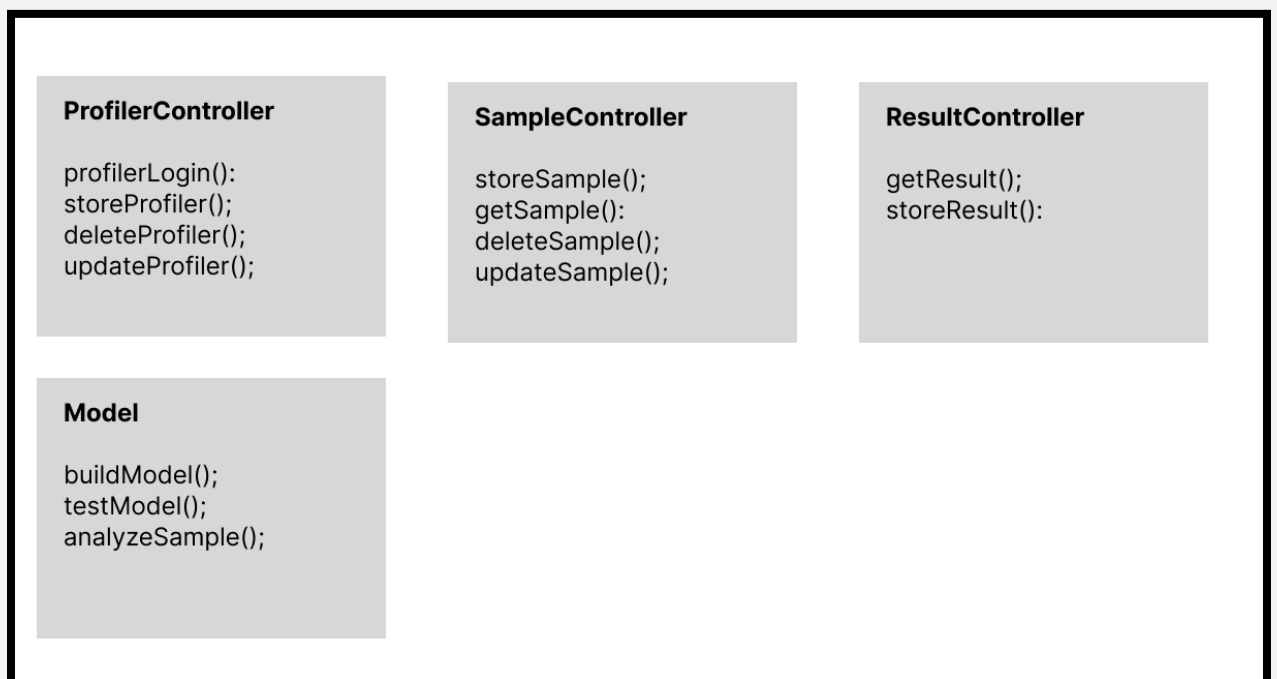 ProfilerController
profilerLogin():
storeProfiler();
deleteProfiler();
updateProfiler();
SampleController
storeSample();
getSample():
deleteSample();
updateSample();
ResultController
getResult();
storeResult():
Model
buildModel();
testModel();
analyzeSample();